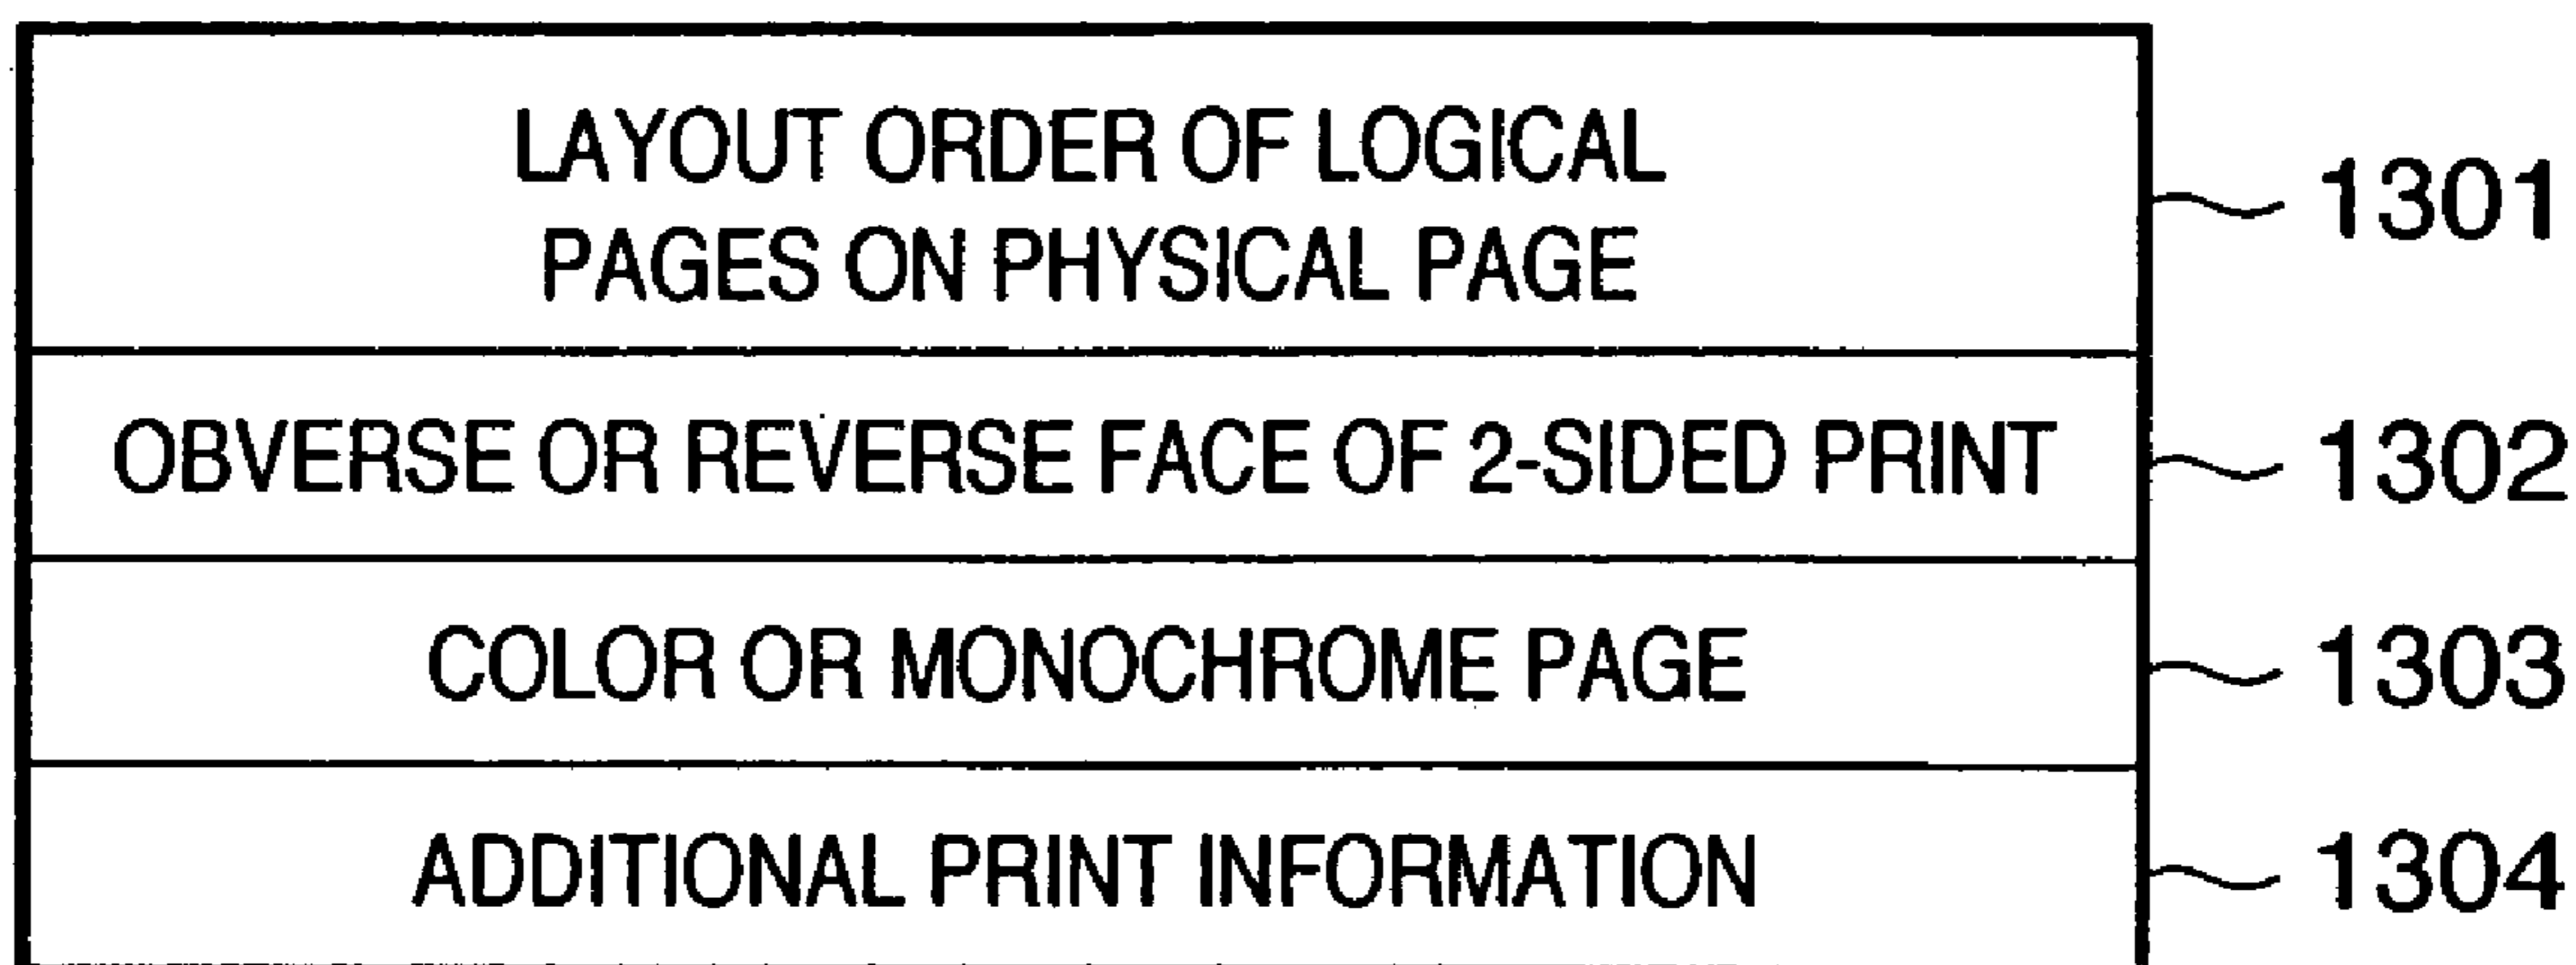 LAYOUT ORDER OF LOGICAL
PAGES ON PHYSICAL PAGE
1301
OBVERSE OR REVERSE FACE OF 2-SIDED PRINT
1302
COLOR OR MONOCHROME PAGE
1303
ADDITIONAL PRINT INFORMATION
1304